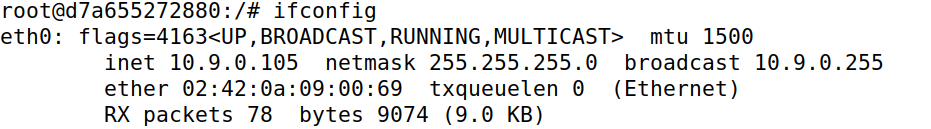 root@d7a655272880:/# ifconfig
eth0: flags=4163<UP,BROADCAST,RUNNING,MULTICAST>  mtu 1500
        inet 10.9.0.105  netmask 255.255.255.0  broadcast 10.9.0.255
        ether 02:42:0a:09:00:69  txqueuelen 0  (Ethernet)
        RX packets 78  bytes 9074 (9.0 KB)